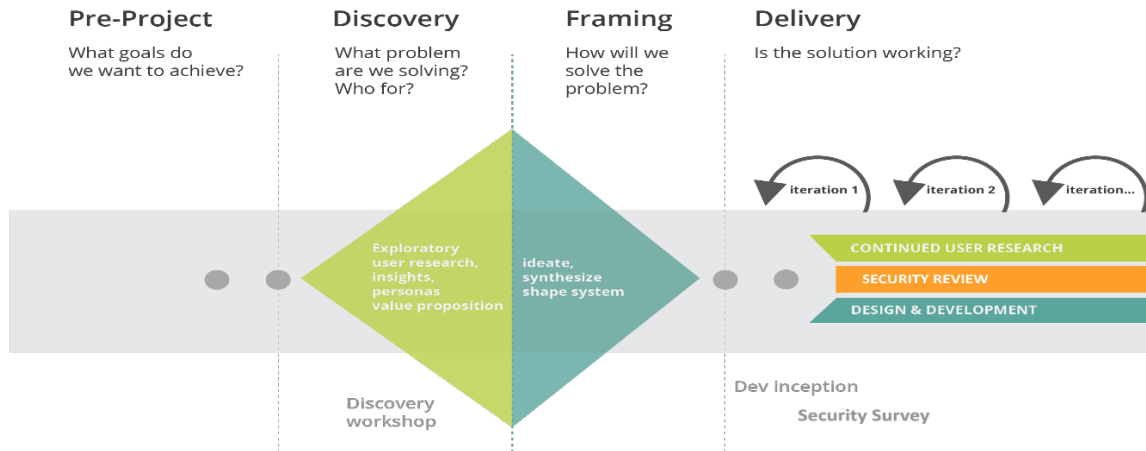 Pre-Project
What goals do
we want to achieve?
Discovery
What problem
are we solving?
Who for?
Framing
How will we
solve the
problem?
Delivery
Is the solution working?
iteration 1
iteration 2
iteration...
Exploratory
user research,
insights,
personas
value proposition
ideate,
synthesize
shape system
CONTINUED USER RESEARCH
SECURITY REVIEW
DESIGN & DEVELOPMENT
Discovery
workshop
Dev inception
Security Survey